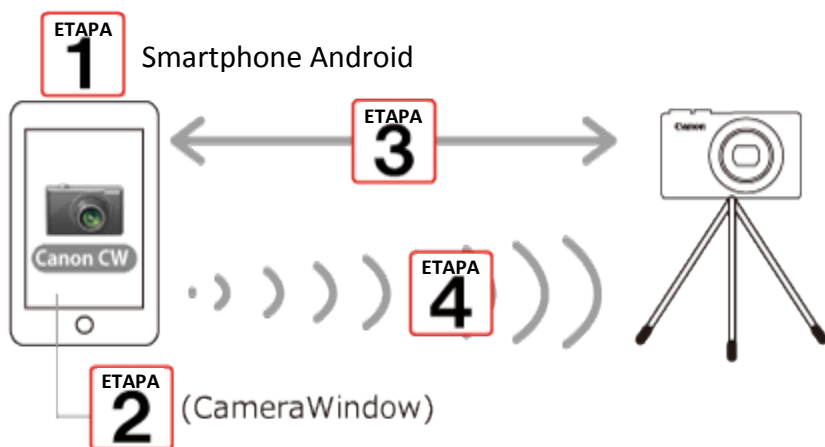 ETAPA
1
Smartphone Android
ETAPA
3
Canon
Canon CW
ETAPA
4
ETAPA
2
(CameraWindow)